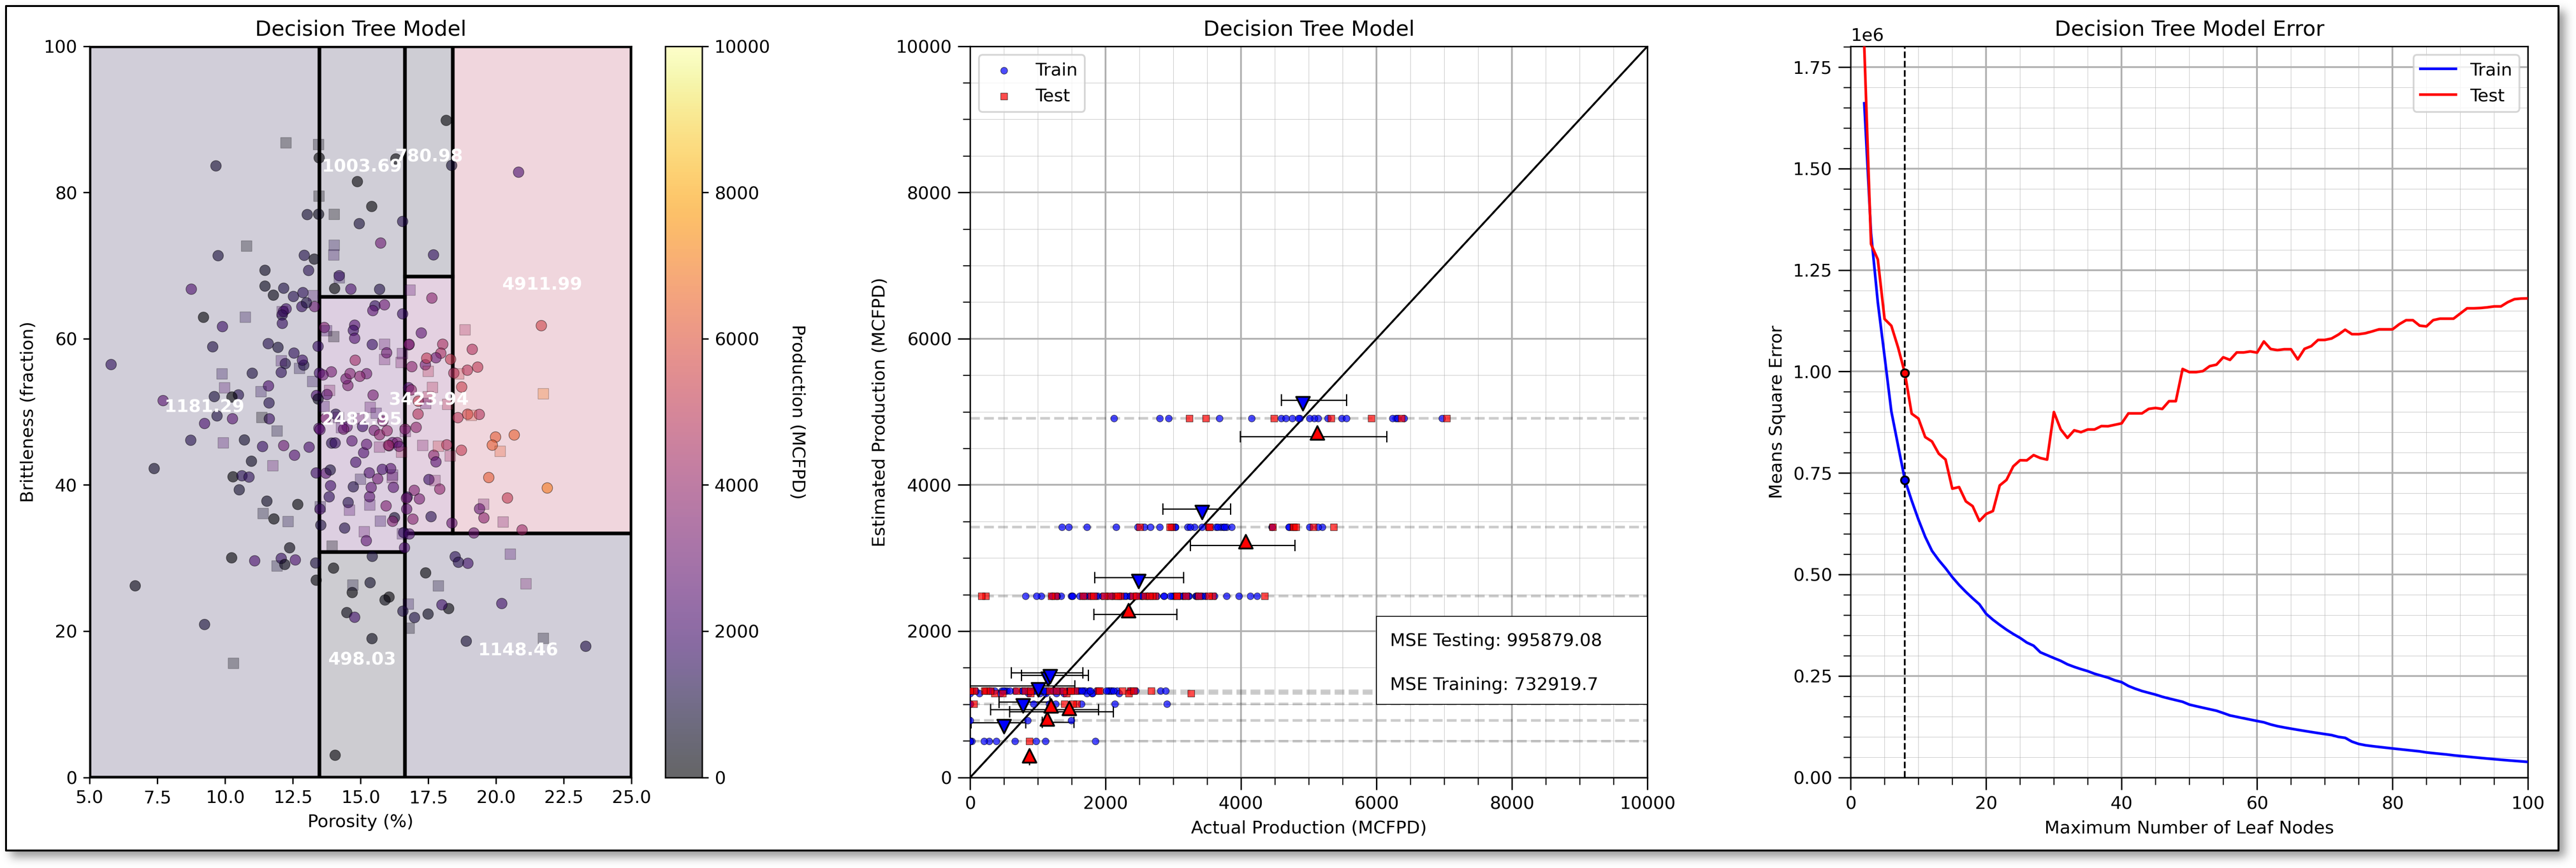 Decision Tree Model
100
80
60
40
20
0
Brittleness (fraction)
5.0 7.5 10.0 12.5 15.0 17.5 20.0 22.5 25.0
Porosity (%)
1003.69
780.98
4911.99
1181.29
3423.94
2482.95
498.03
1148.46
10000
8000
6000
4000
2000
0
Production (MCFPD)
Decision Tree Model
10000
8000
6000
4000
2000
0
Estimated Production (MCFPD)
Train
Test
MSE Testing: 995879.08
MSE Training: 732919.7
0 2000 4000 6000 8000 10000
Actual Production (MCFPD)
Decision Tree Model Error
1e6
1.75
1.50
1.25
1.00
0.75
0.50
0.25
0.00
Means Square Error
Train
Test
0 20 40 60 80 100
Maximum Number of Leaf Nodes